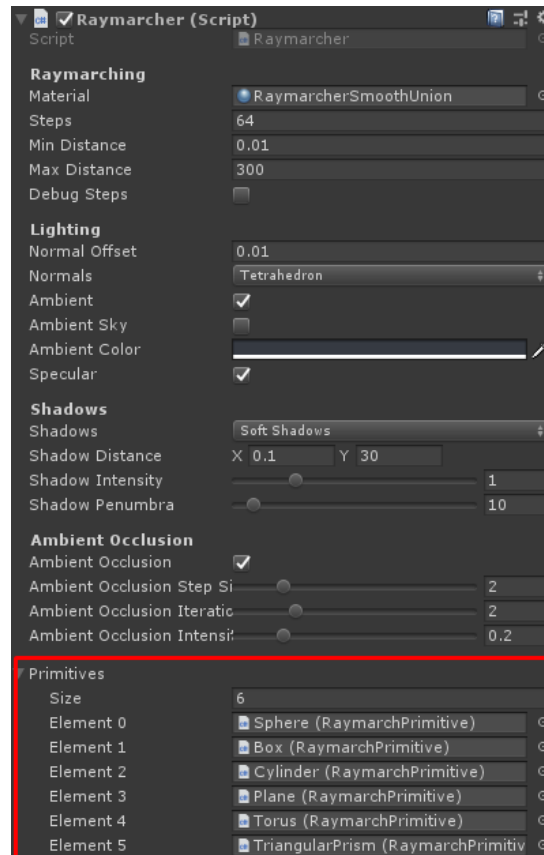 Raymarcher (Script)
Script Raymarcher
Raymarching
Material RaymarcherSmoothUnion
Steps 64
Min Distance 0.01
Max Distance 300
Debug Steps
Lighting
Normal Offset 0.01
Normals Tetrahedron
Ambient
Ambient Sky
Ambient Color
Specular
Shadows
Shadows Soft Shadows
Shadow Distance X 0.1 Y 30
Shadow Intensity 1
Shadow Penumbra 10
Ambient Occlusion
Ambient Occlusion
Ambient Occlusion Step Si 2
Ambient Occlusion Iteratio 2
Ambient Occlusion Intensit 0.2
Primitives
Size 6
Element 0 Sphere (RaymarchPrimitive)
Element 1 Box (RaymarchPrimitive)
Element 2 Cylinder (RaymarchPrimitive)
Element 3 Plane (RaymarchPrimitive)
Element 4 Torus (RaymarchPrimitive)
Element 5 TriangularPrism (RaymarchPrimitiv